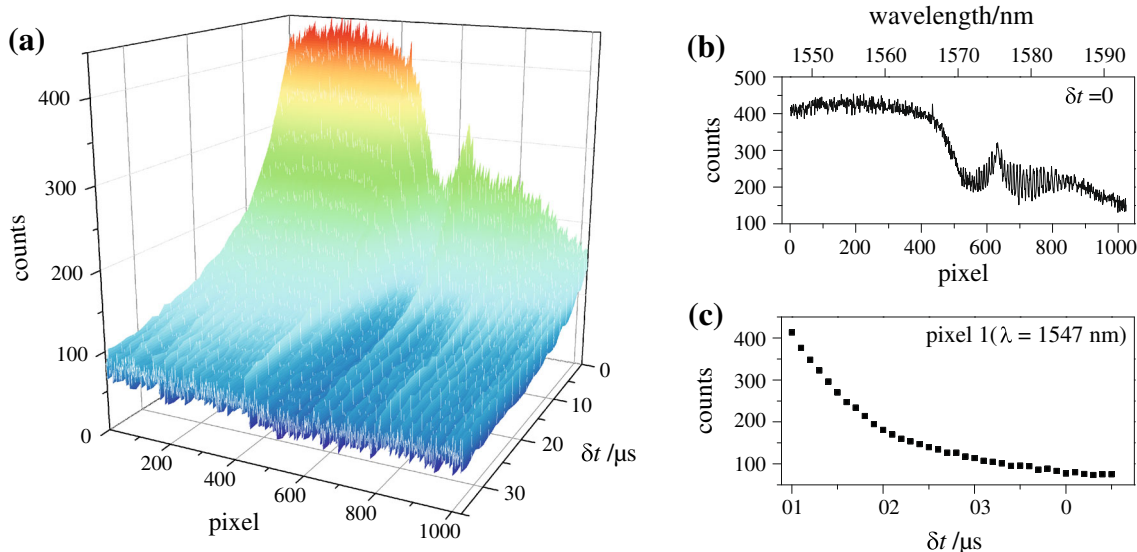 (a)
400
300
200
100
0
counts
200
400
600
800
1000
pixel
0
10
20
30
δt /μs
wavelength/nm
(b)
1550 1560 1570 1580 1590
500
400
300
200
100
counts
δt =0
0 200 400 600 800 1000
pixel
(c)
pixel 1(λ = 1547 nm)
400
300
200
100
counts
01 02 03 0
δt /μs